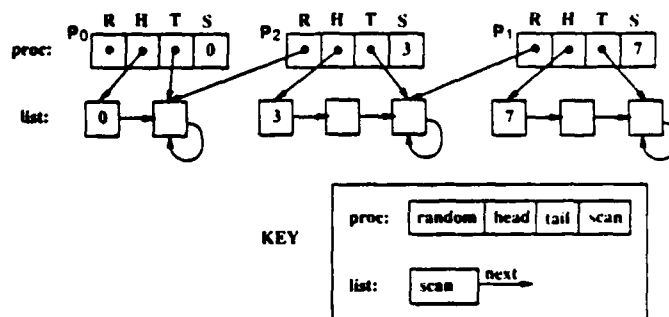 R H T S R H T S R H T S
proc: P0 0 P2 3 P1 7
list: 0 3 7
KEY
proc: random head tail scan
list: scan next